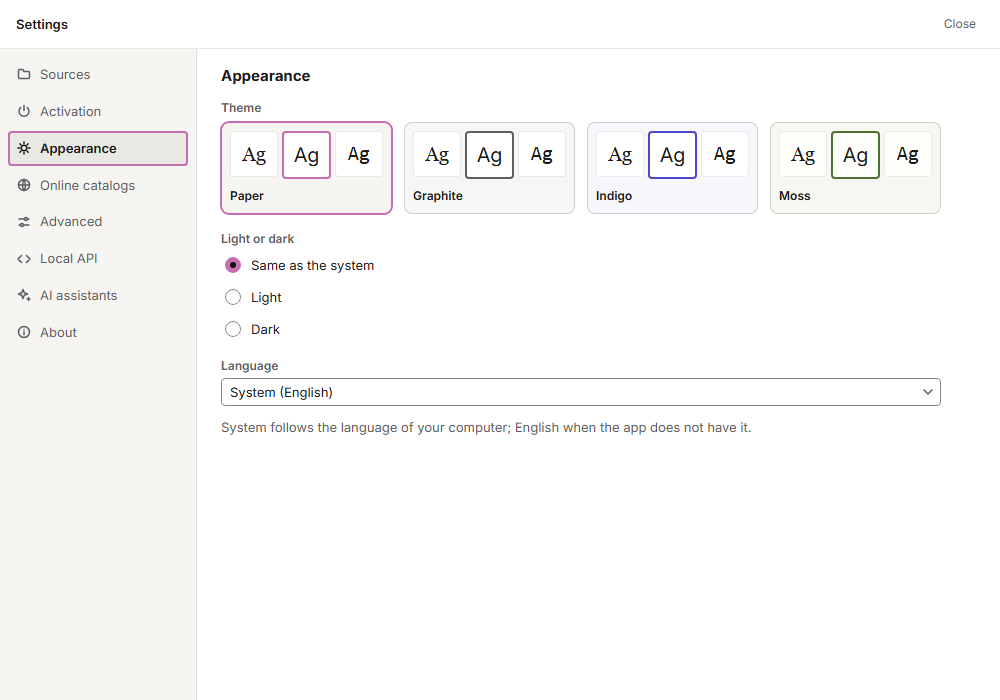 Settings
Close
Sources
Activation
Appearance
Online catalogs
Advanced
Local API
AI assistants
About
Appearance
Theme
Ag Ag Ag
Paper
Ag Ag Ag
Graphite
Ag Ag Ag
Indigo
Ag Ag Ag
Moss
Light or dark
Same as the system
Light
Dark
Language
System (English)
System follows the language of your computer; English when the app does not have it.